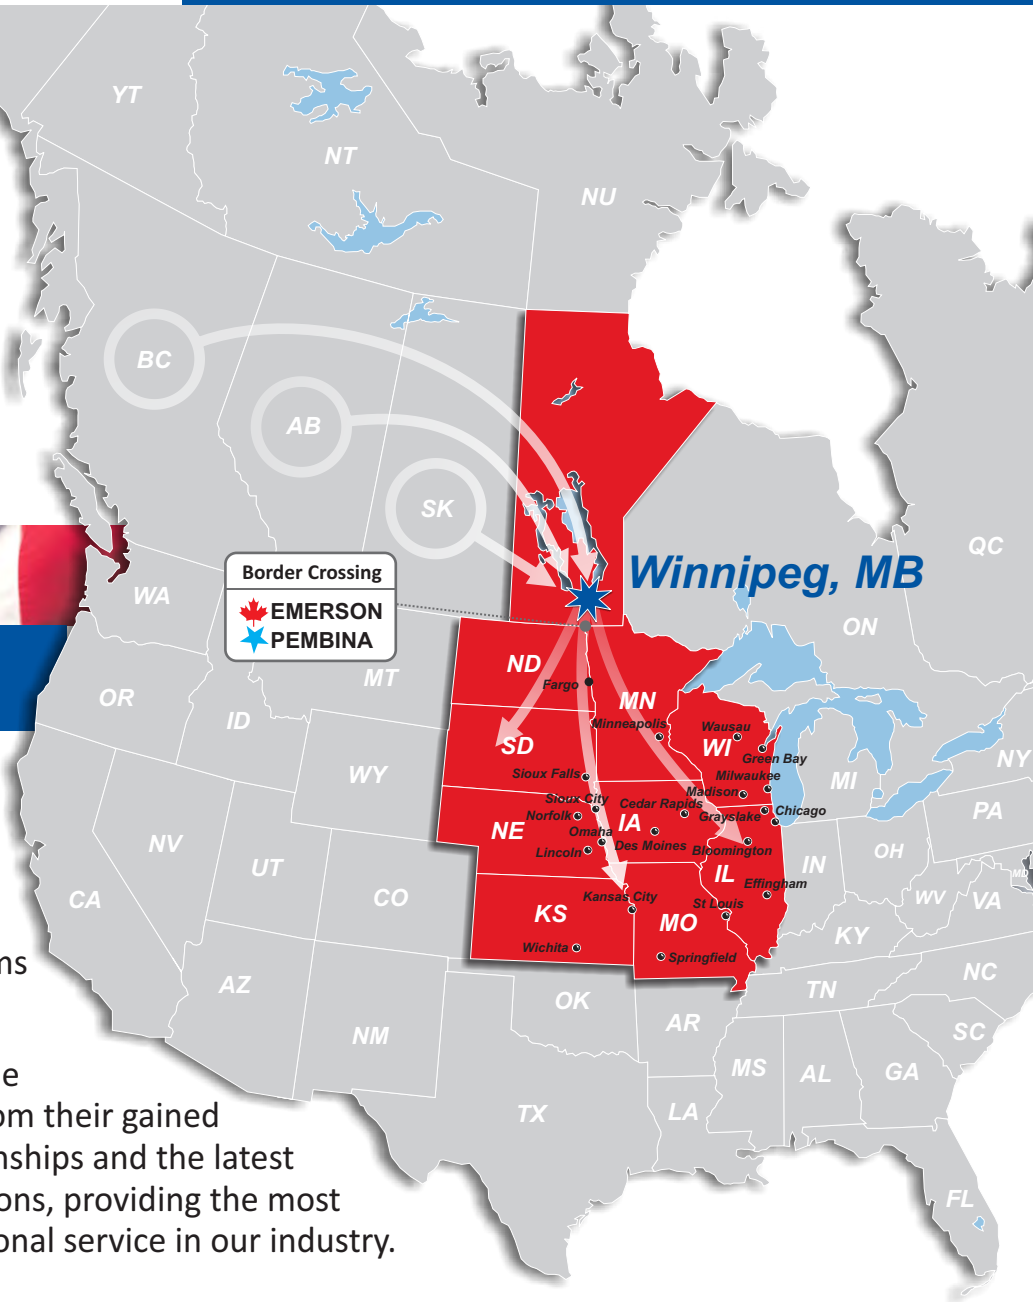 YT
NT
NU
BC
AB
SK
Winnipeg, MB
QC
ON
Border Crossing
EMERSON
PEMBINA
WA
OR
ID
MT
WY
NV
UT
CO
CA
AZ
NM
ND
Fargo
MN
Minneapolis
SD
Sioux Falls
WI
Wausau
Green Bay
Milwaukee
Madison
MI
NY
PA
Sioux City
Norfolk
NE
Omaha
Lincoln
IA
Cedar Rapids
Des Moines
Grayslake
Chicago
Bloomington
IL
Effingham
IN
OH
WV
VA
MD
KS
Kansas City
Wichita
MO
St Louis
Springfield
KY
TN
NC
SC
OK
AR
TX
LA
MS
AL
GA
FL
ns
e
om their gained
nships and the latest
ons, providing the most
onal service in our industry.